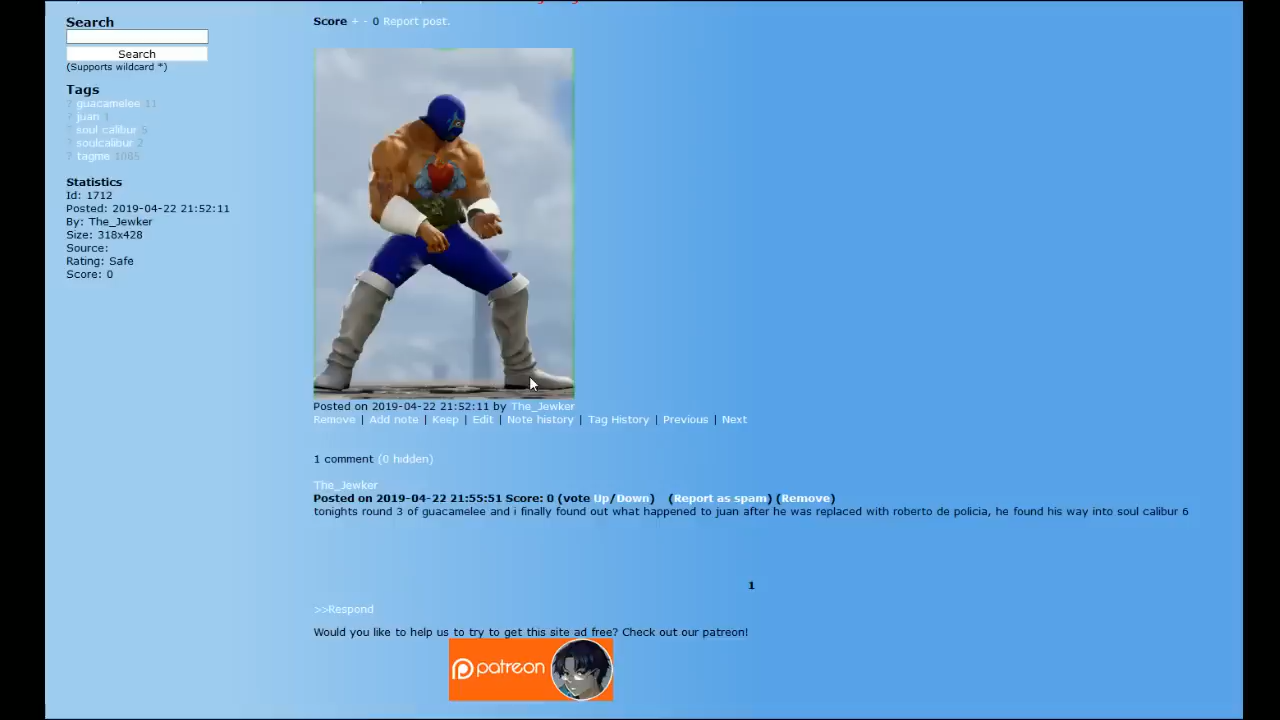 Search
Search
(Supports wildcard *)
Tags
? guacamelee 11
? juan 1
? soul calibur 5
? soulcalibur 2
? tagme 1085
Statistics
Id: 1712
Posted: 2019-04-22 21:52:11
By: The_Jewker
Size: 318x428
Source:
Rating: Safe
Score: 0
Score + - 0 Report post.
Posted on 2019-04-22 21:52:11 by The_Jewker
Remove | Add note | Keep | Edit | Note history | Tag History | Previous | Next
1 comment (0 hidden)
The_Jewker
Posted on 2019-04-22 21:55:51 Score: 0 (vote Up/Down) (Report as spam) (Remove)
tonights round 3 of guacamelee and i finally found out what happened to juan after he was replaced with roberto de policia, he found his way into soul calibur 6
1
>>Respond
Would you like to help us to try to get this site ad free? Check out our patreon!
patreon